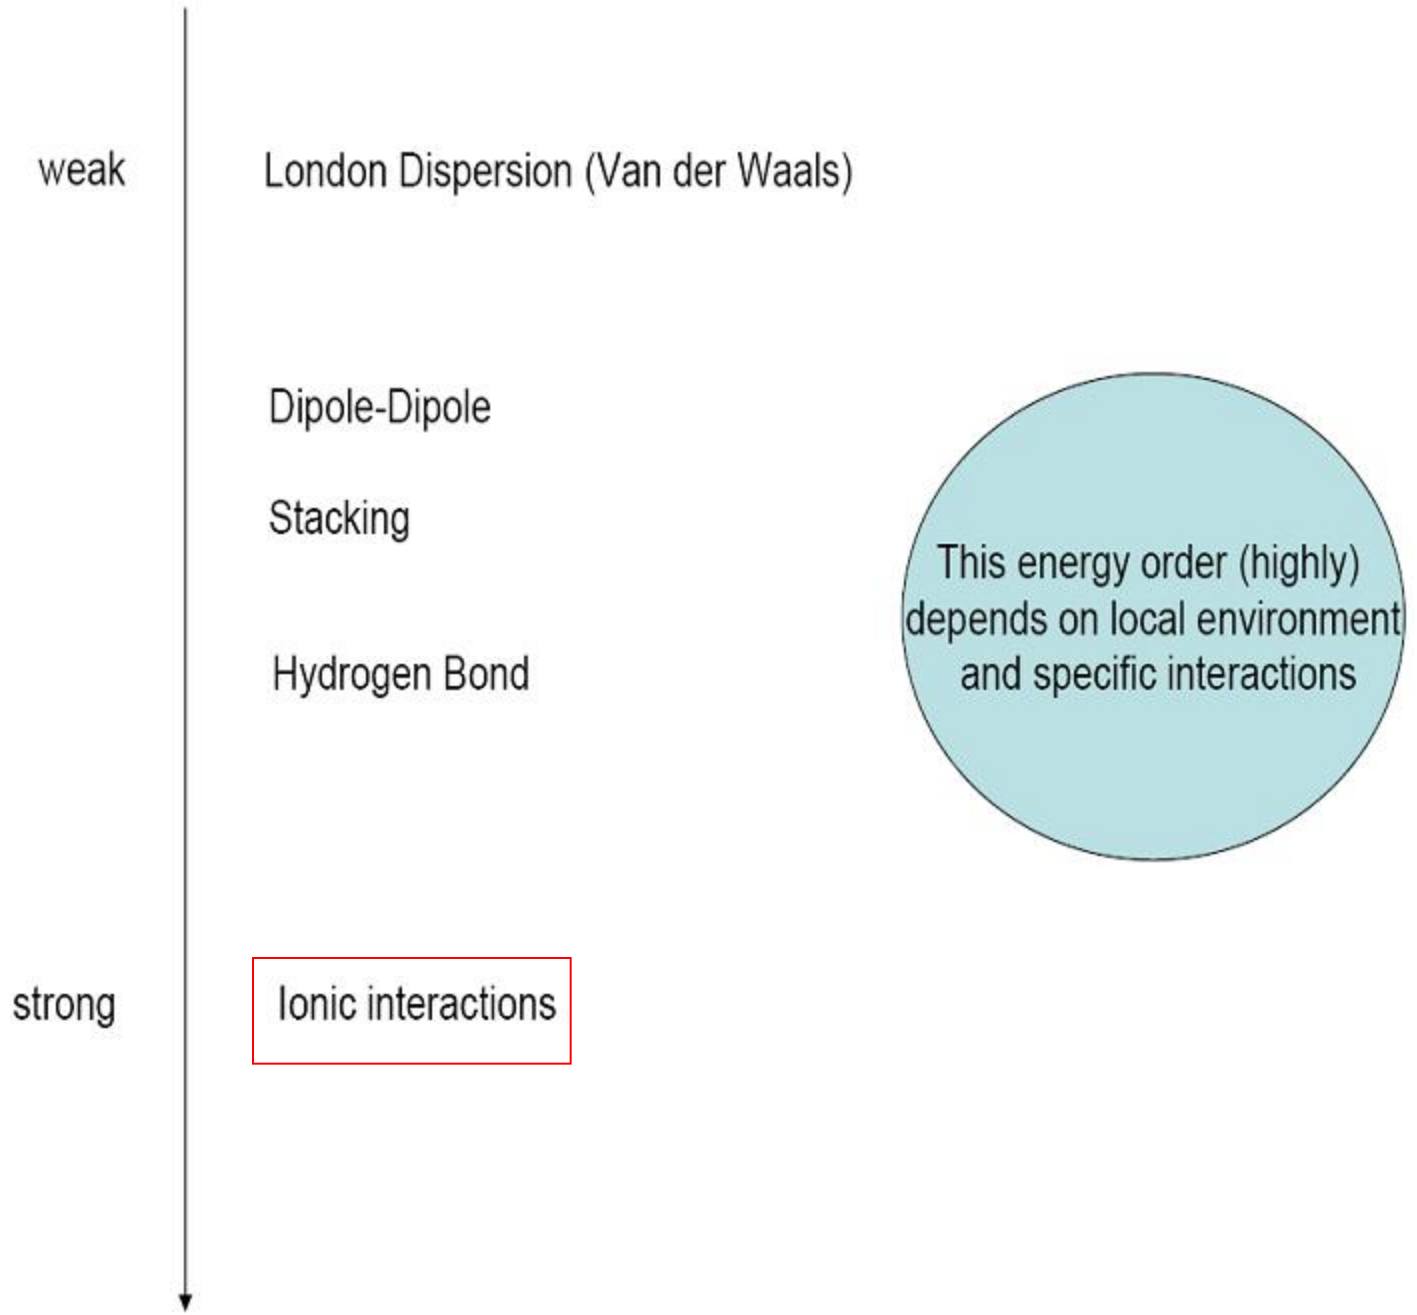 weak
London Dispersion (Van der Waals)
Dipole-Dipole
Stacking
Hydrogen Bond
This energy order (highly)
depends on local environment
and specific interactions
strong
Ionic interactions